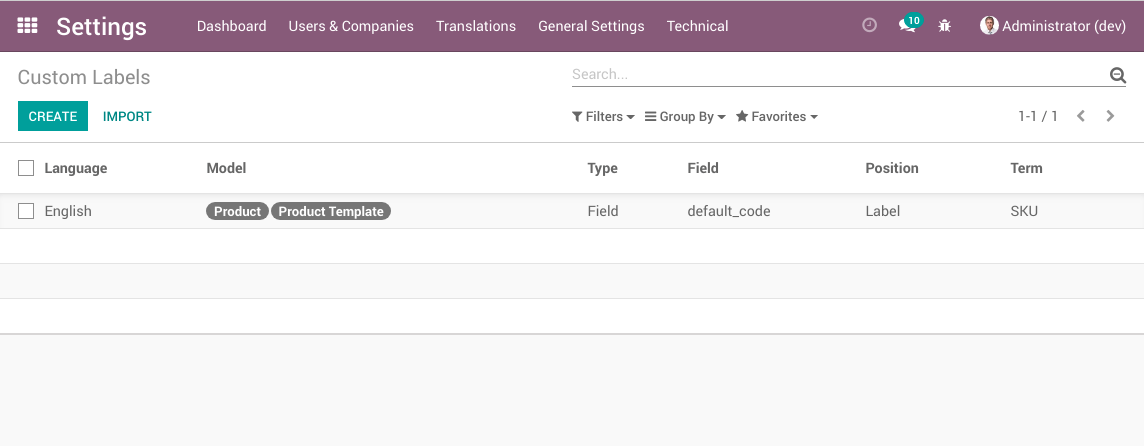 Settings Dashboard Users & Companies Translations General Settings Technical 10 Administrator (dev)
Custom Labels Search...
CREATE IMPORT Filters Group By Favorites 1-1 / 1
Language Model Type Field Position Term
English Product Product Template Field default_code Label SKU